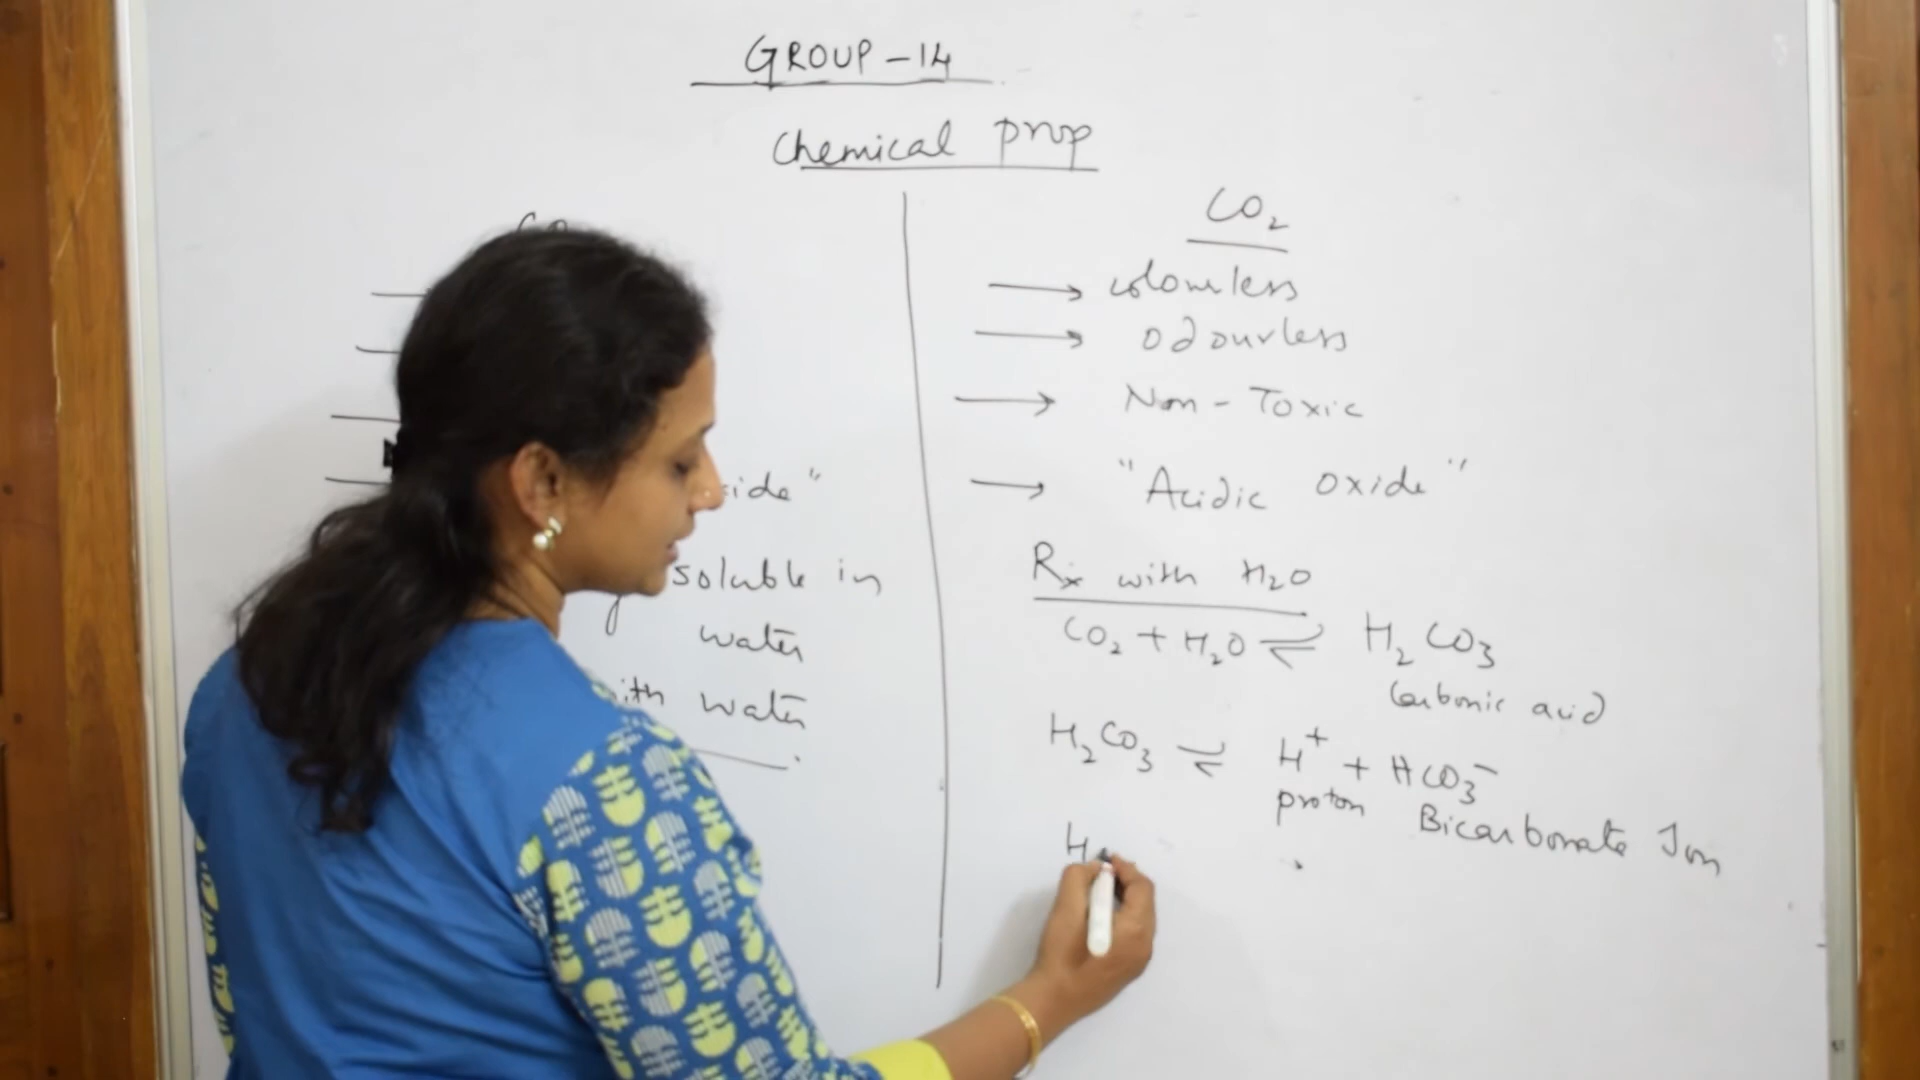 GROUP - 14
Chemical prop
CO
"
soluble in
water
with water
CO₂
→ colourless
→ odourless
→ Non - Toxic
→ "Acidic oxide"
Rx with H₂O
CO₂ + H₂O ⇌ H₂CO₃
Carbonic acid
H₂CO₃ ⇌ H⁺ + HCO₃⁻
proton Bicarbonate Ion
H